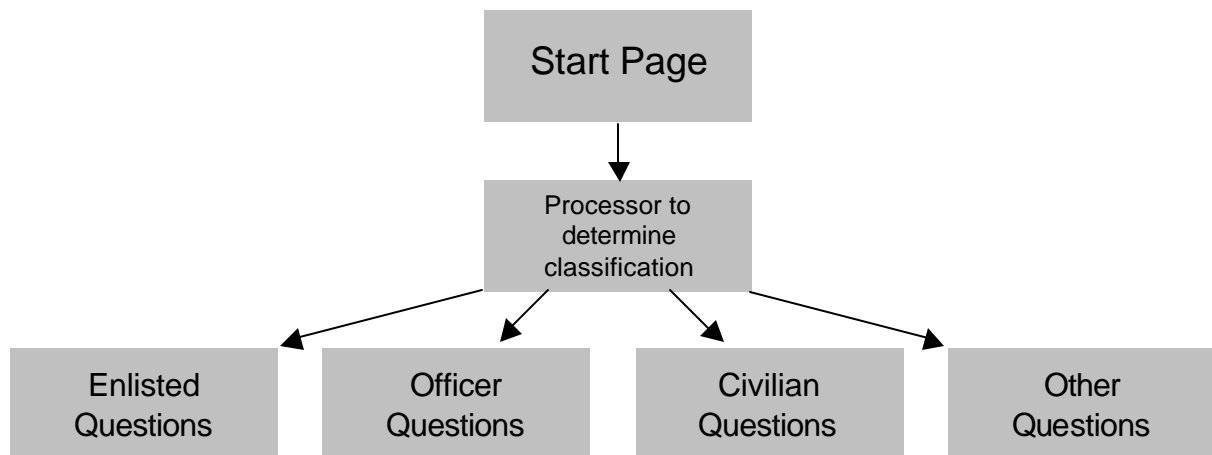 Start Page
Processor to
determine
classification
Enlisted
Questions
Officer
Questions
Civilian
Questions
Other
Questions